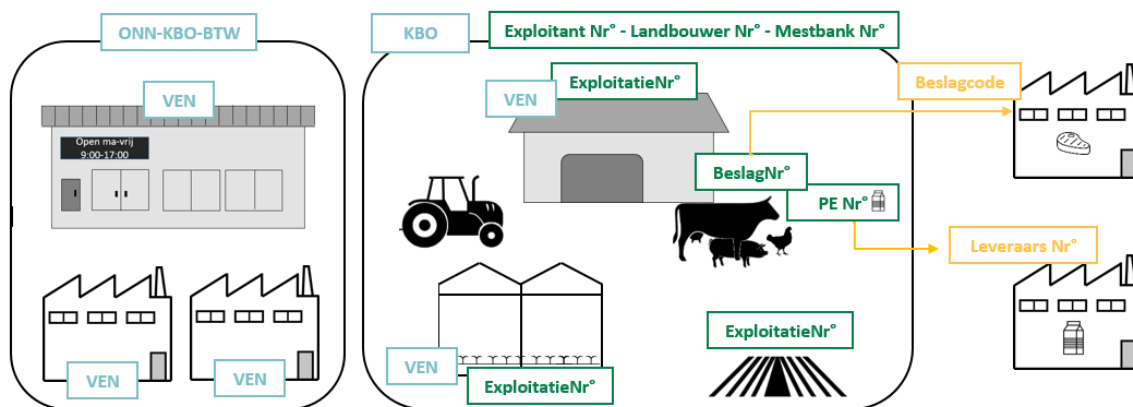 ONN-KBO-BTW
KBO
Exploitant Nr° - Landbouwer Nr° - Mestbank Nr°
VEN
Open ma-vrij
9:00-17:00
VEN
VEN
ExploitatieNr°
VEN
BeslagNr°
PE Nr°
VEN
ExploitatieNr°
ExploitatieNr°
Beslagcode
Leveraars Nr°